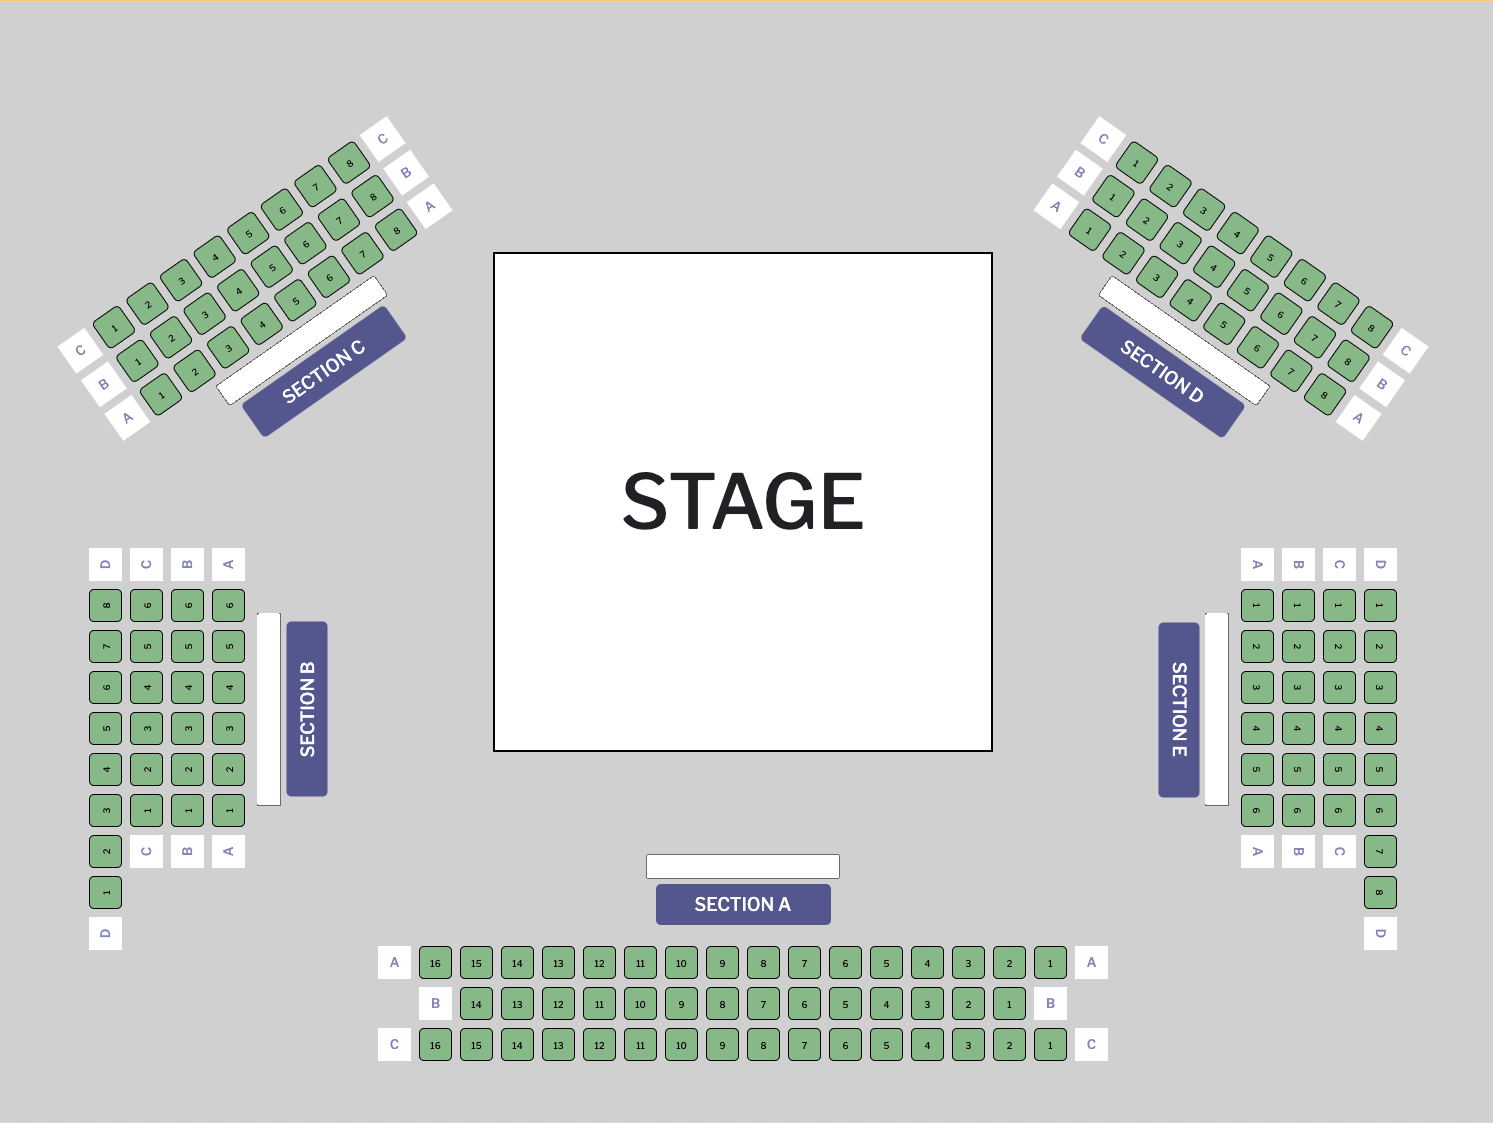 C 1 2 3 4 5 6 7 8 C
B 1 2 3 4 5 6 7 8 B
A 1 2 3 4 5 6 7 8 A
SECTION C
C 1 2 3 4 5 6 7 8 C
B 1 2 3 4 5 6 7 8 B
A 1 2 3 4 5 6 7 8 A
SECTION D
STAGE
D 8 7 6 5 4 3 2 1 D
C 6 5 4 3 2 1 C
B 6 5 4 3 2 1 B
A 6 5 4 3 2 1 A
SECTION B
SECTION E
A 1 2 3 4 5 6 A
B 1 2 3 4 5 6 B
C 1 2 3 4 5 6 C
D 1 2 3 4 5 6 7 8 D
SECTION A
A 16 15 14 13 12 11 10 9 8 7 6 5 4 3 2 1 A
B 14 13 12 11 10 9 8 7 6 5 4 3 2 1 B
C 16 15 14 13 12 11 10 9 8 7 6 5 4 3 2 1 C